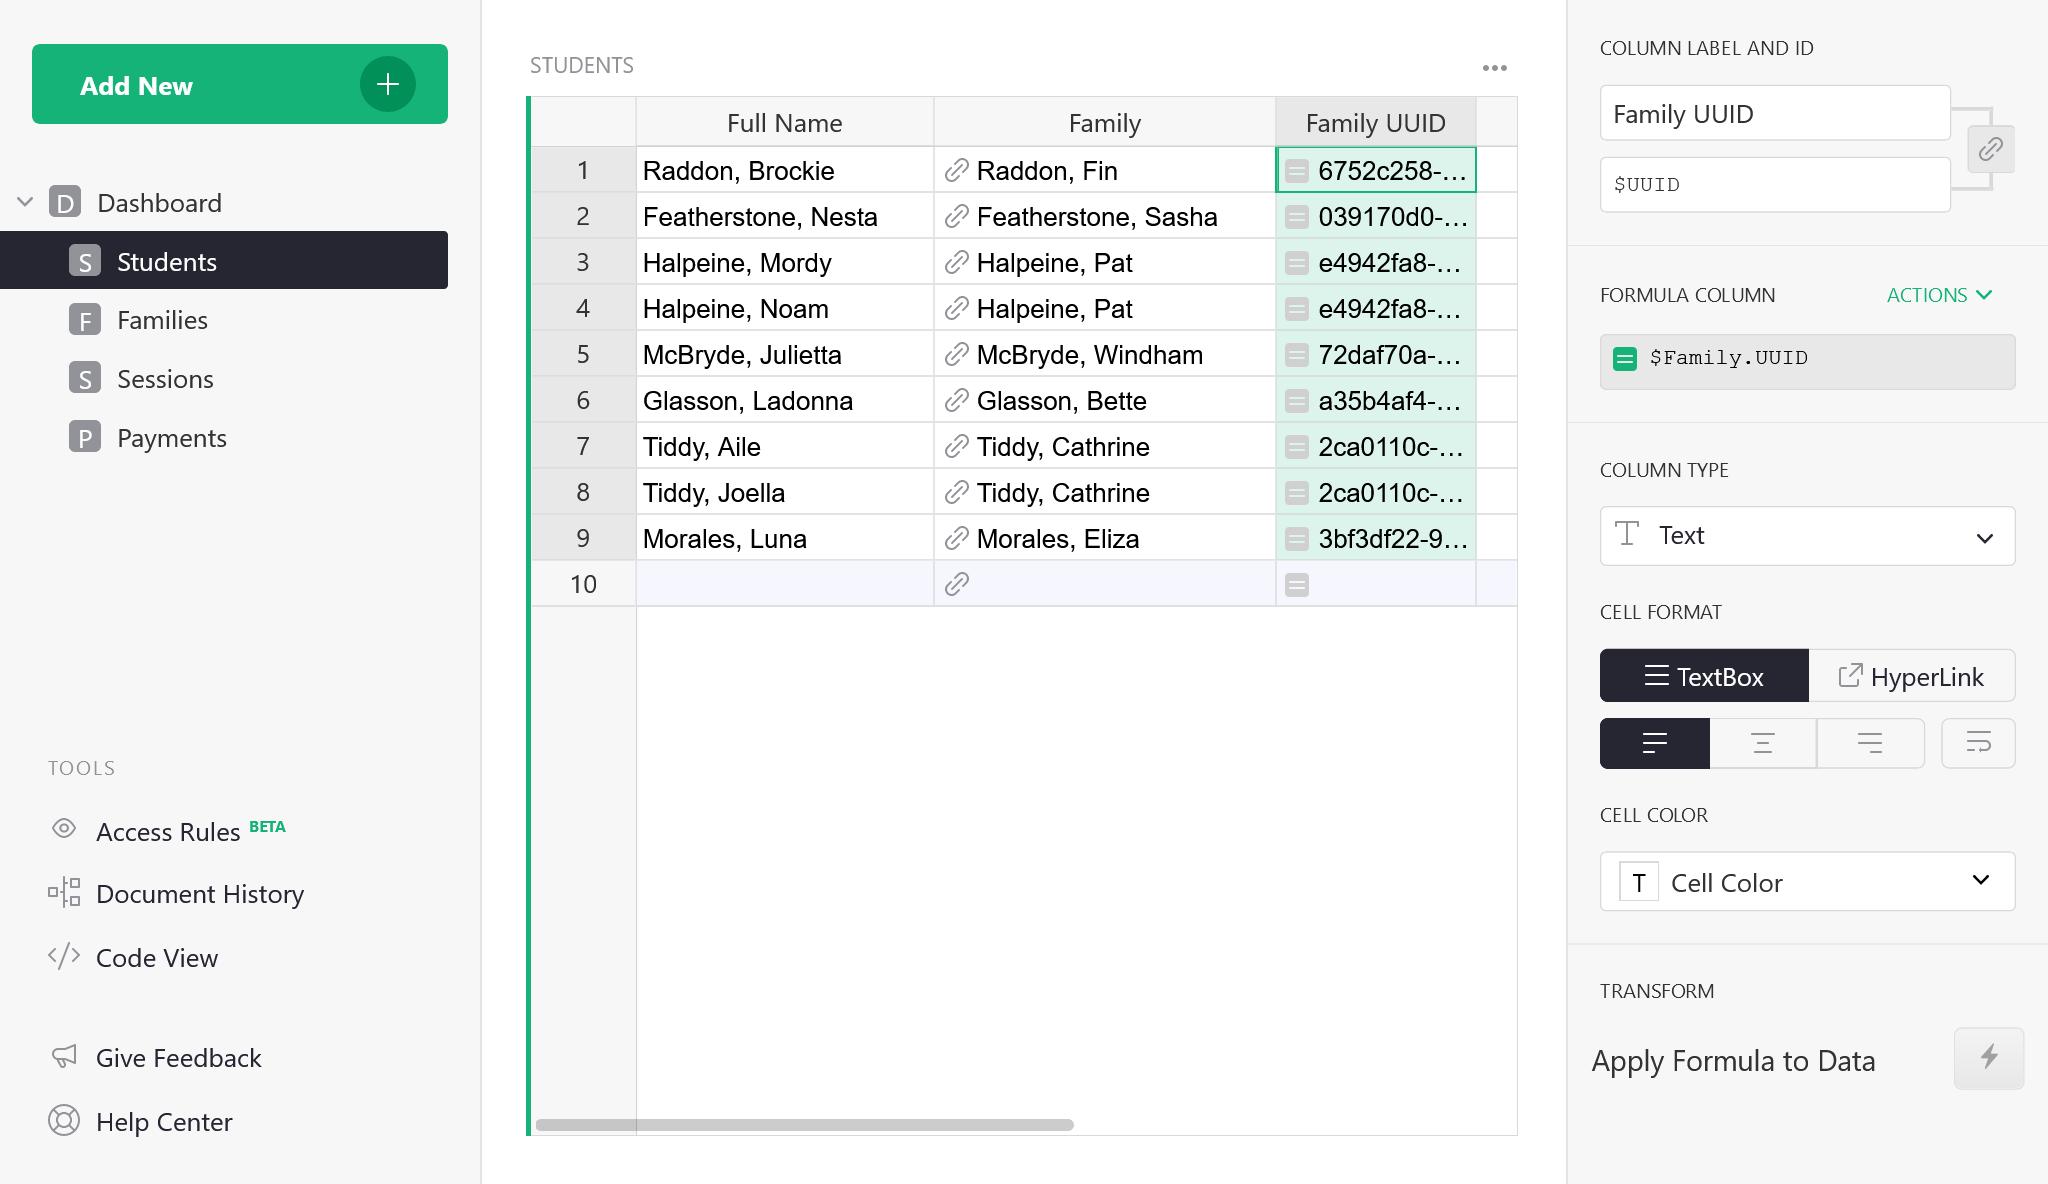 Add New
D Dashboard
S Students
F Families
S Sessions
P Payments
TOOLS
Access Rules BETA
Document History
Code View
Give Feedback
Help Center
STUDENTS
Full Name Family Family UUID
1 Raddon, Brockie Raddon, Fin 6752c258-…
2 Featherstone, Nesta Featherstone, Sasha 039170d0-…
3 Halpeine, Mordy Halpeine, Pat e4942fa8-…
4 Halpeine, Noam Halpeine, Pat e4942fa8-…
5 McBryde, Julietta McBryde, Windham 72daf70a-…
6 Glasson, Ladonna Glasson, Bette a35b4af4-…
7 Tiddy, Aile Tiddy, Cathrine 2ca0110c-…
8 Tiddy, Joella Tiddy, Cathrine 2ca0110c-…
9 Morales, Luna Morales, Eliza 3bf3df22-9…
10
COLUMN LABEL AND ID
Family UUID
$UUID
FORMULA COLUMN ACTIONS
$Family.UUID
COLUMN TYPE
Text
CELL FORMAT
TextBox HyperLink
CELL COLOR
T Cell Color
TRANSFORM
Apply Formula to Data